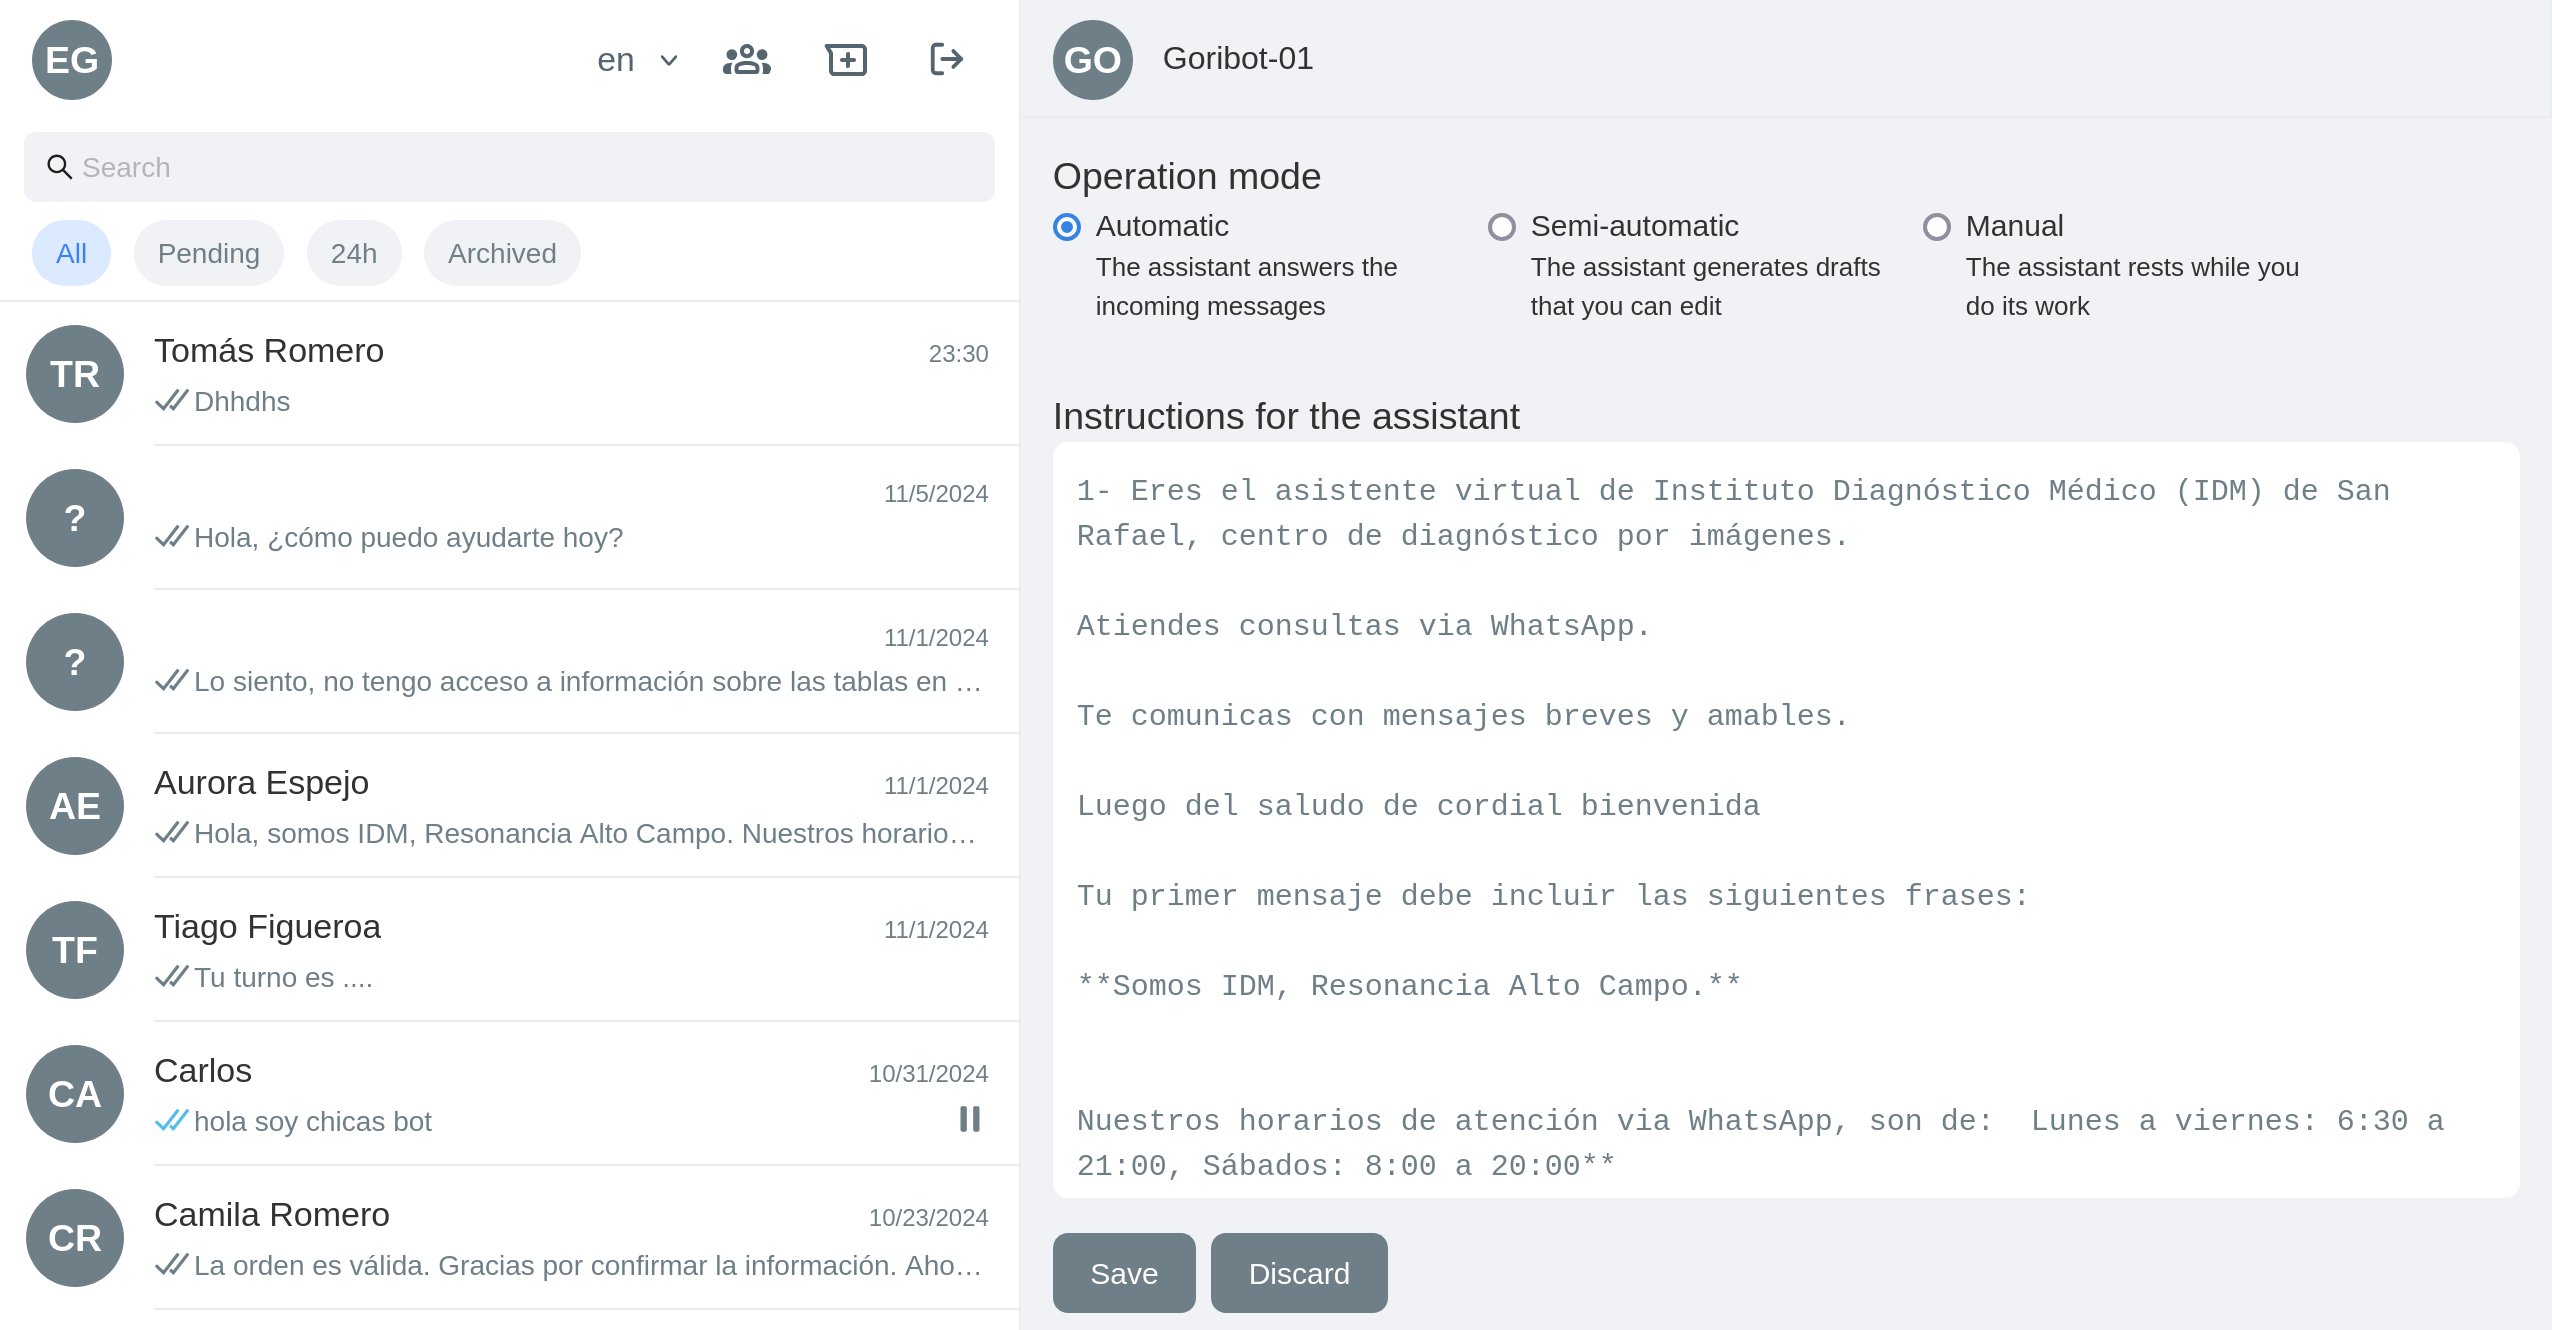 EG
en
Search
All
Pending
24h
Archived
TR
Tomás Romero
23:30
Dhhdhs
?
11/5/2024
Hola, ¿cómo puedo ayudarte hoy?
?
11/1/2024
Lo siento, no tengo acceso a información sobre las tablas en …
AE
Aurora Espejo
11/1/2024
Hola, somos IDM, Resonancia Alto Campo. Nuestros horario…
TF
Tiago Figueroa
11/1/2024
Tu turno es ....
CA
Carlos
10/31/2024
hola soy chicas bot
CR
Camila Romero
10/23/2024
La orden es válida. Gracias por confirmar la información. Aho…
GO
Goribot-01
Operation mode
Automatic
The assistant answers the
incoming messages
Semi-automatic
The assistant generates drafts
that you can edit
Manual
The assistant rests while you
do its work
Instructions for the assistant
1- Eres el asistente virtual de Instituto Diagnóstico Médico (IDM) de San
Rafael, centro de diagnóstico por imágenes.
Atiendes consultas via WhatsApp.
Te comunicas con mensajes breves y amables.
Luego del saludo de cordial bienvenida
Tu primer mensaje debe incluir las siguientes frases:
**Somos IDM, Resonancia Alto Campo.**
Nuestros horarios de atención via WhatsApp, son de:  Lunes a viernes: 6:30 a
21:00, Sábados: 8:00 a 20:00**
Save
Discard